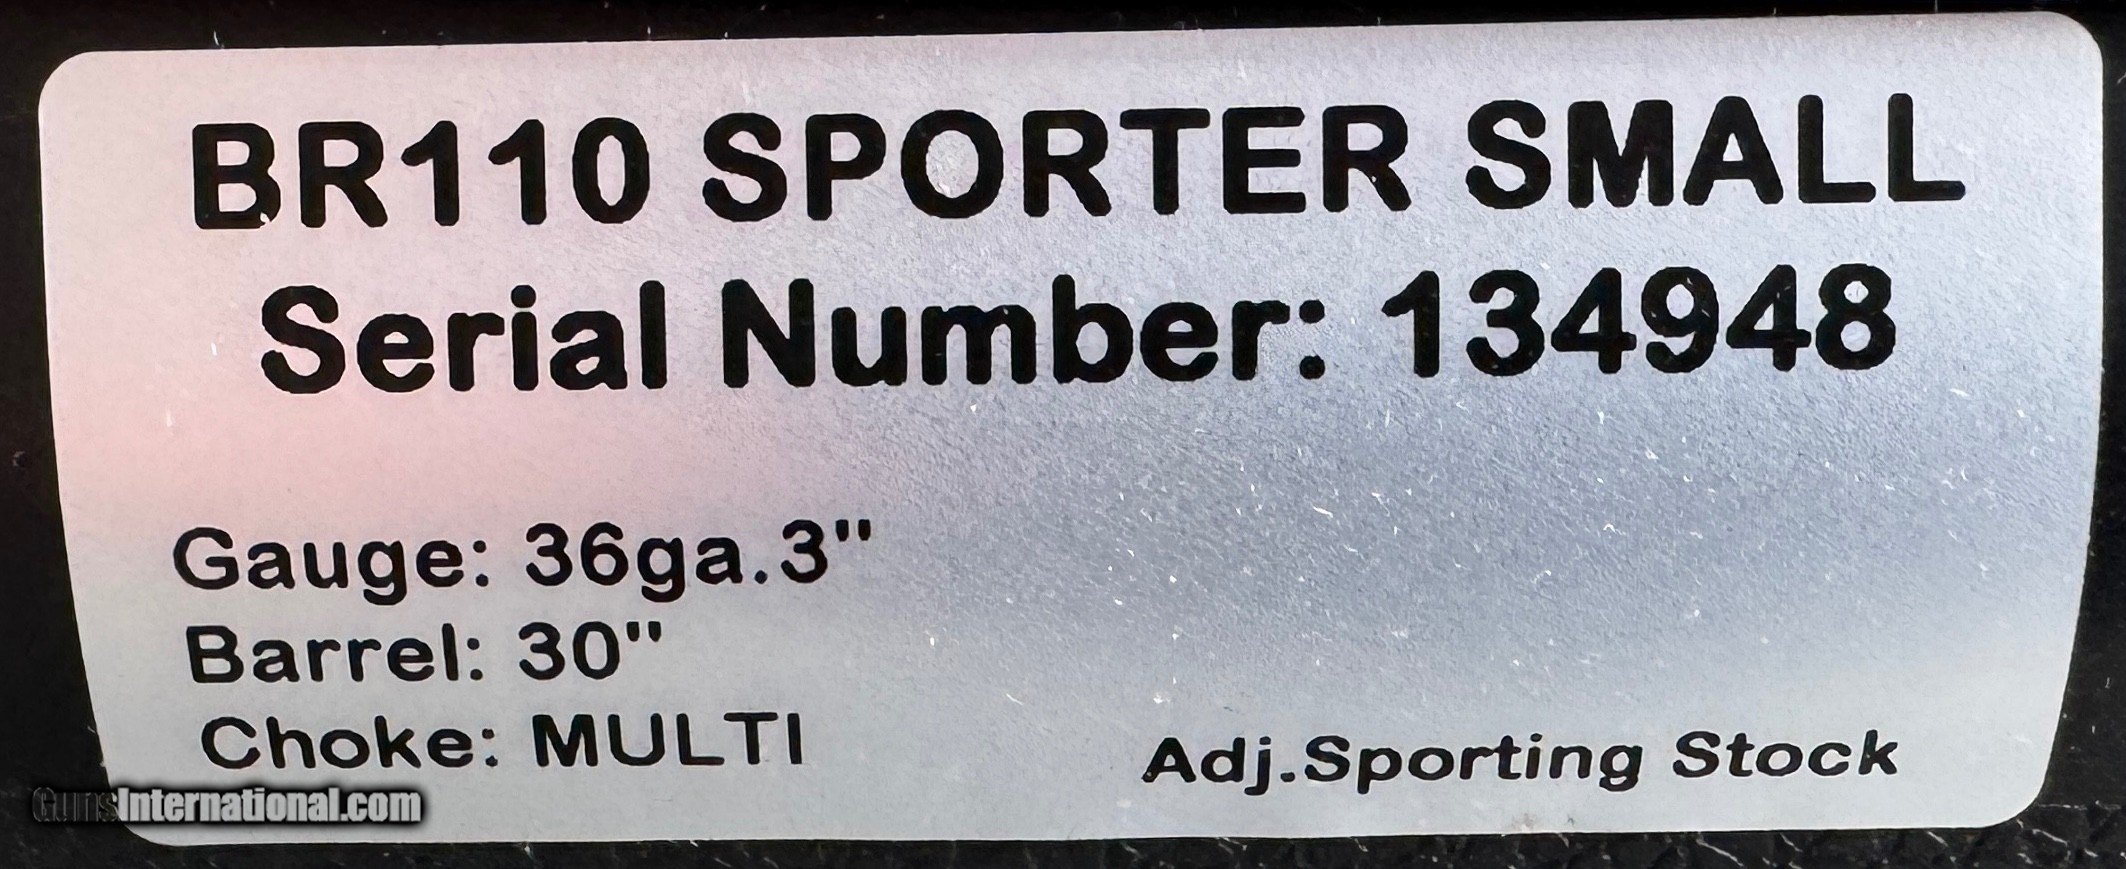 BR110 SPORTER SMALL
Serial Number: 134948
Gauge: 36ga.3"
Barrel: 30"
Choke: MULTI
Adj.Sporting Stock
GunsInternational.com